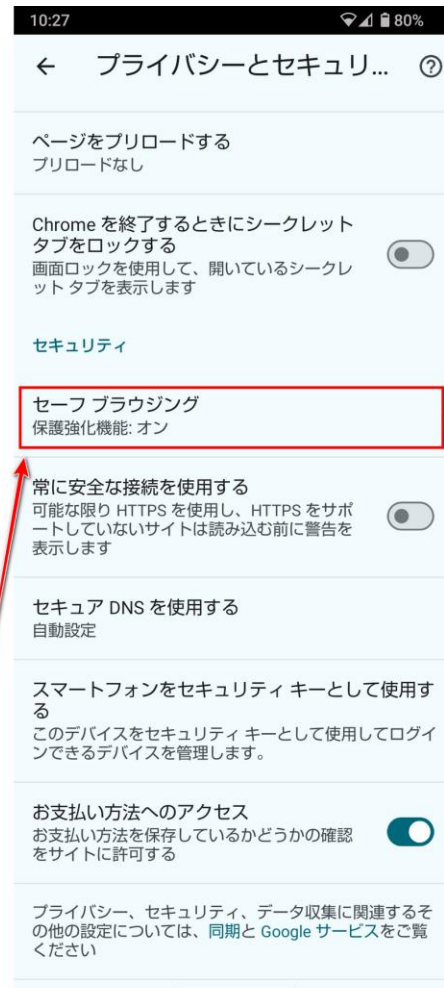 10:27 80%
プライバシーとセキュリ...
ページをプリロードする
プリロードなし
Chrome を終了するときにシークレット
タブをロックする
画面ロックを使用して、開いているシークレ
ット タブを表示します
セキュリティ
セーフ ブラウジング
保護強化機能: オン
常に安全な接続を使用する
可能な限り HTTPS を使用し、HTTPS をサポ
ートしていないサイトは読み込む前に警告を
表示します
セキュア DNS を使用する
自動設定
スマートフォンをセキュリティ キーとして使用す
る
このデバイスをセキュリティ キーとして使用してログイ
ンできるデバイスを管理します。
お支払い方法へのアクセス
お支払い方法を保存しているかどうかの確認
をサイトに許可する
プライバシー、セキュリティ、データ収集に関連するそ
の他の設定については、同期と Google サービスをご覧
ください